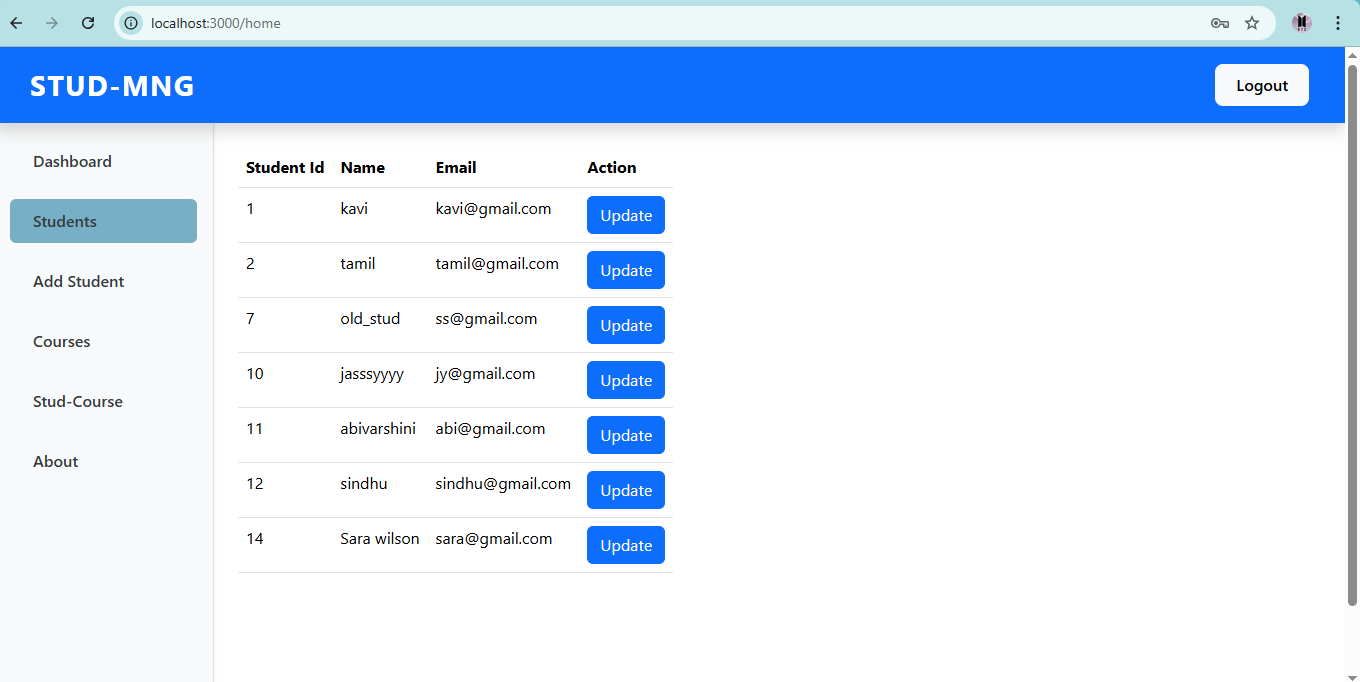 localhost:3000/home
STUD-MNG
Logout
Dashboard
Students
Add Student
Courses
Stud-Course
About
Student Id Name Email Action
1 kavi kavi@gmail.com Update
2 tamil tamil@gmail.com Update
7 old_stud ss@gmail.com Update
10 jasssyyyy jy@gmail.com Update
11 abivarshini abi@gmail.com Update
12 sindhu sindhu@gmail.com Update
14 Sara wilson sara@gmail.com Update